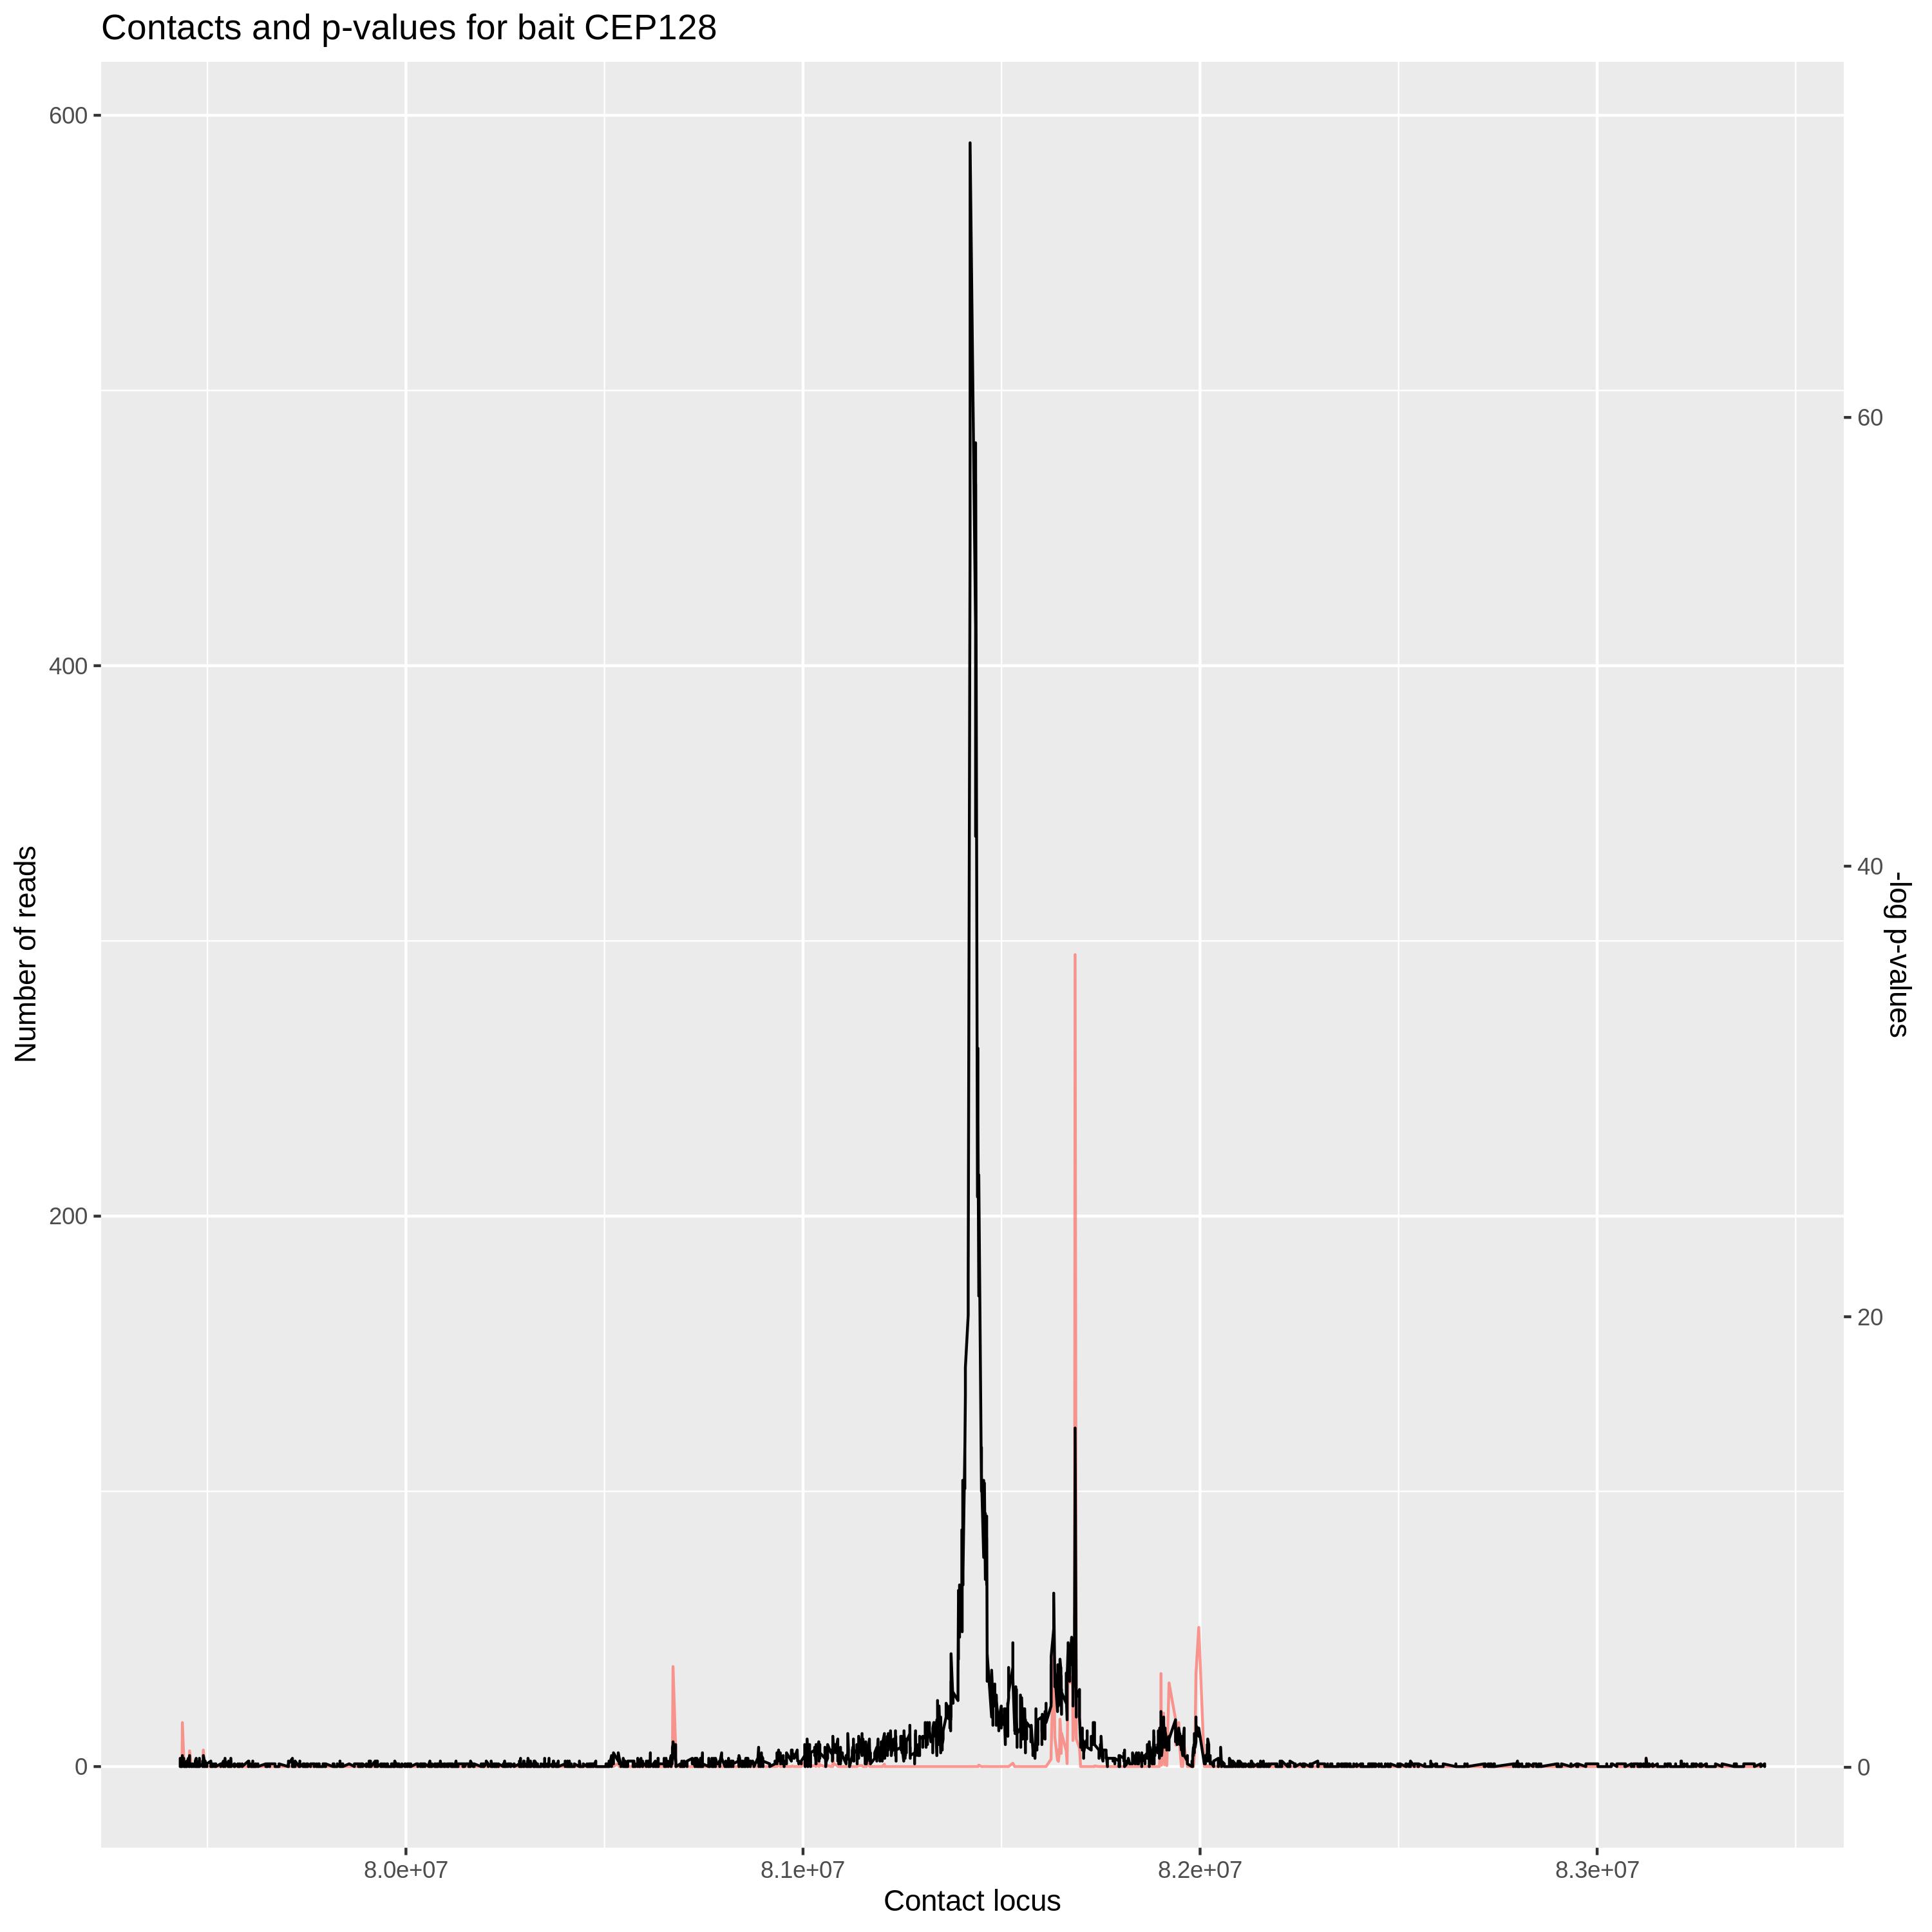 Contacts and p-values for bait CEP128
600
400
200
0
Number of reads
60
40
20
0
-log p-values
8.0e+07
8.1e+07
8.2e+07
8.3e+07
Contact locus